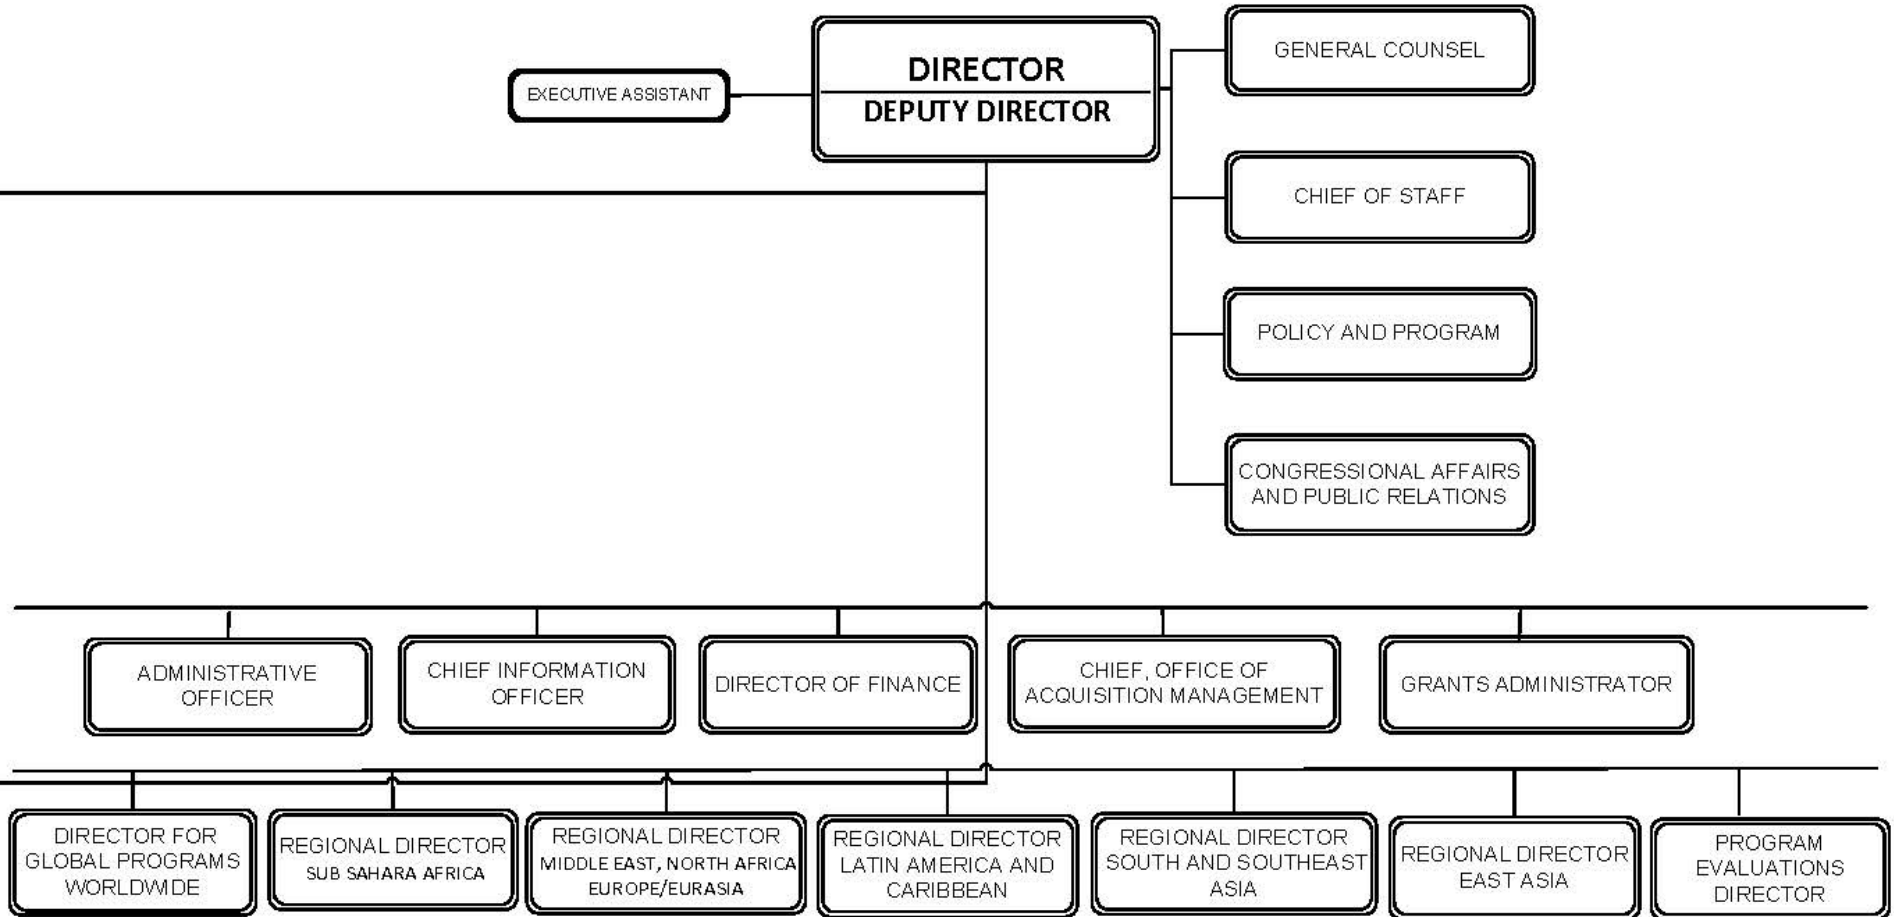 EXECUTIVE ASSISTANT
DIRECTOR
DEPUTY DIRECTOR
GENERAL COUNSEL
CHIEF OF STAFF
POLICY AND PROGRAM
CONGRESSIONAL AFFAIRS
AND PUBLIC RELATIONS
ADMINISTRATIVE
OFFICER
CHIEF INFORMATION
OFFICER
DIRECTOR OF FINANCE
CHIEF, OFFICE OF
ACQUISITION MANAGEMENT
GRANTS ADMINISTRATOR
DIRECTOR FOR
GLOBAL PROGRAMS
WORLDWIDE
REGIONAL DIRECTOR
SUB SAHARA AFRICA
REGIONAL DIRECTOR
MIDDLE EAST, NORTH AFRICA
EUROPE/EURASIA
REGIONAL DIRECTOR
LATIN AMERICA AND
CARIBBEAN
REGIONAL DIRECTOR
SOUTH AND SOUTHEAST
ASIA
REGIONAL DIRECTOR
EAST ASIA
PROGRAM
EVALUATIONS
DIRECTOR